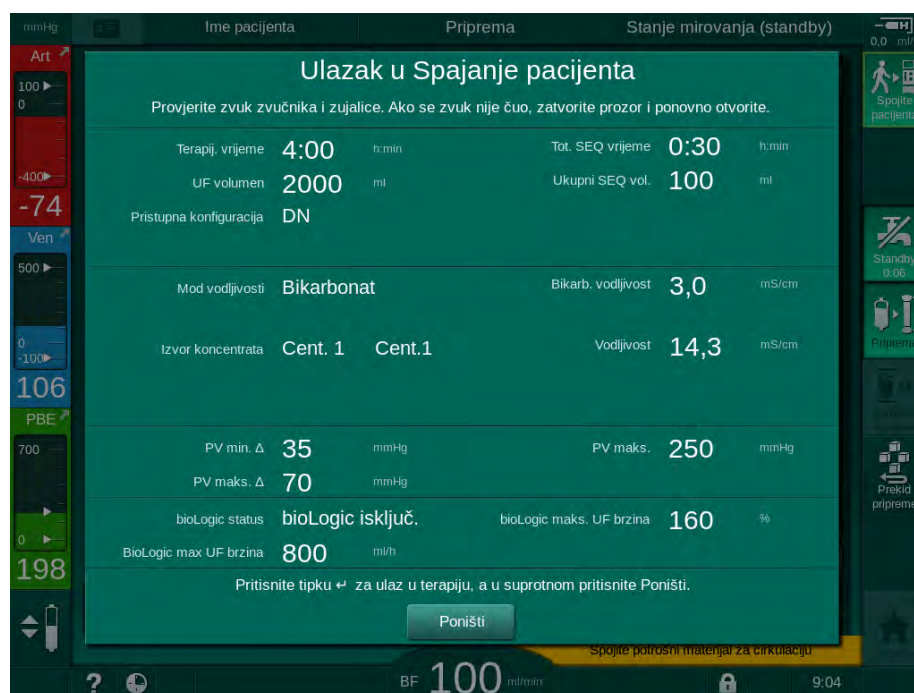 mmHg Ime pacijenta Priprema Stanje mirovanja (standby)
0,0 ml/
Art
100
0
-400
-74
Ven
500
0
-100
106
PBE
700
0
198
Ulazak u Spajanje pacijenta
Provjerite zvuk zvučnika i zujalice. Ako se zvuk nije čuo, zatvorite prozor i ponovno otvorite.
Terapij. vrijeme 4:00 h:min Tot. SEQ vrijeme 0:30 h:min
UF volumen 2000 ml Ukupni SEQ vol. 100 ml
Pristupna konfiguracija DN
Mod vodljivosti Bikarbonat Bikarb. vodljivost 3,0 mS/cm
Izvor koncentrata Cent. 1 Cent.1 Vodljivost 14,3 mS/cm
PV min. Δ 35 mmHg PV maks. 250 mmHg
PV maks. Δ 70 mmHg
bioLogic status bioLogic isključ. bioLogic maks. UF brzina 160 %
BioLogic max UF brzina 800 ml/h
Pritisnite tipku ↵ za ulaz u terapiju, a u suprotnom pritisnite Poništi.
Poništi
Spojite
pacijenta
Standby
0:06
Priprema
Prekid
pripreme
Spojite potrošni materijal za cirkulaciju
? BF 100 ml/min 9:04